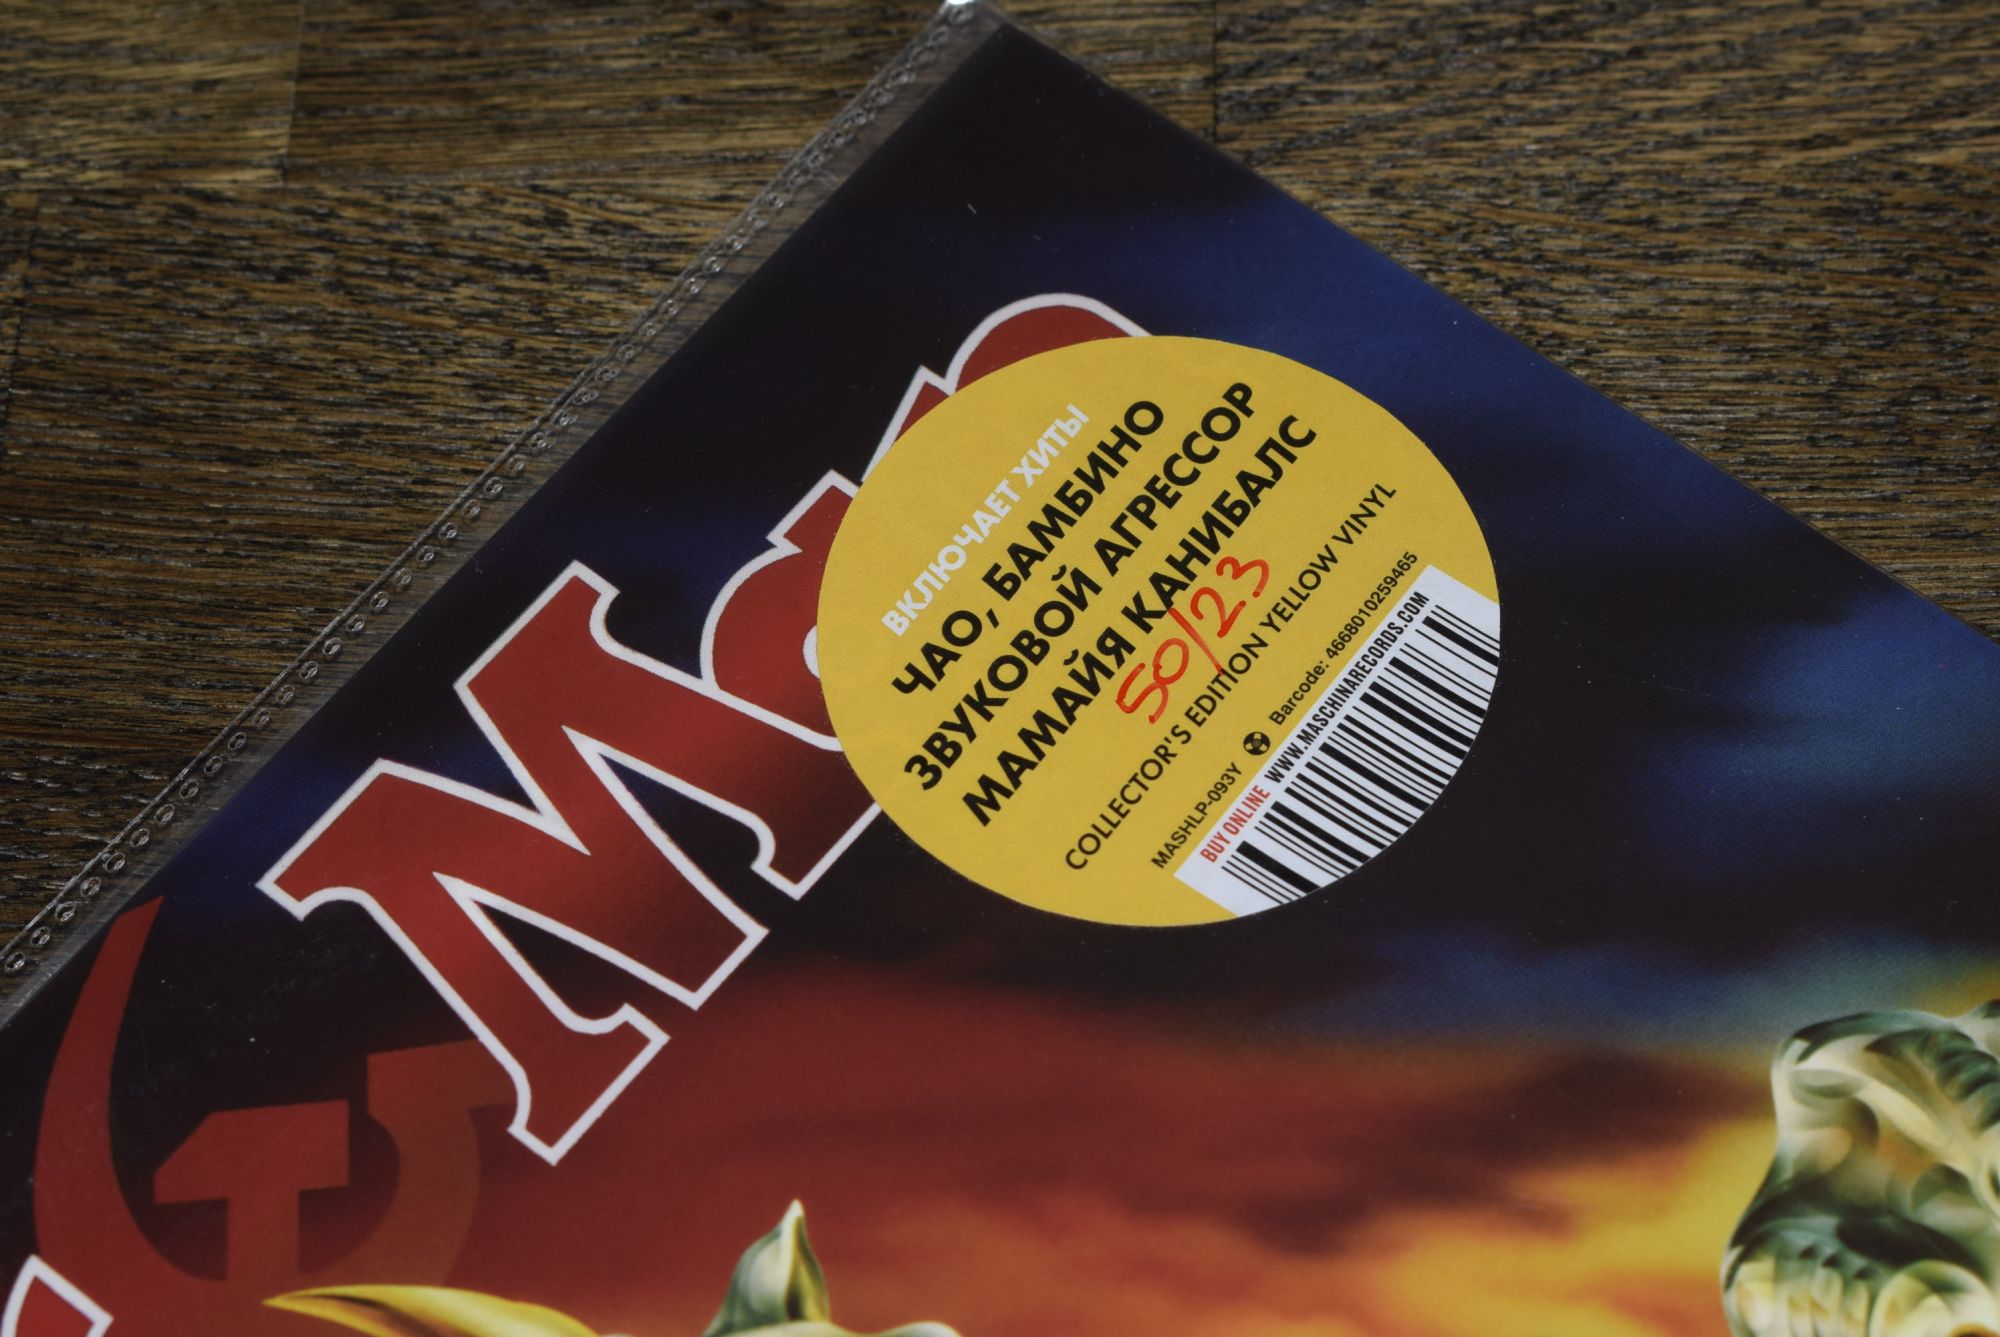 ВКЛЮЧАЕТ ХИТЫ
ЧАО, БАМБИНО
ЗВУКОВОЙ АГРЕССОР
МАМАЙЯ КАНИБАЛС
50/23
COLLECTOR'S EDITION YELLOW VINYL
MASHLP-093Y Barcode: 4668010259465
BUY ONLINE WWW.MASCHINARECORDS.COM